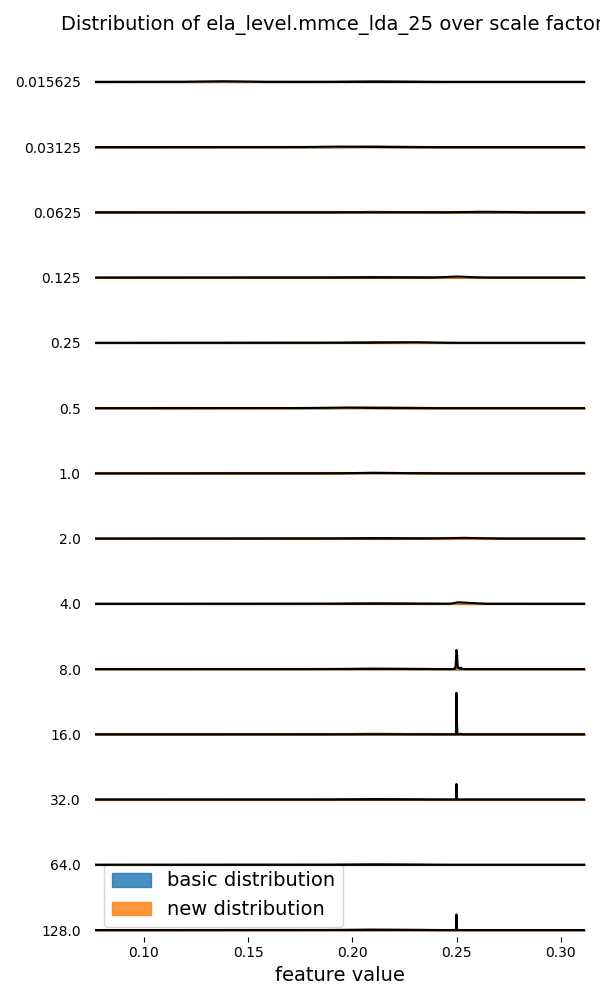 Distribution of ela_level.mmce_lda_25 over scale factor
0.015625
0.03125
0.0625
0.125
0.25
0.5
1.0
2.0
4.0
8.0
16.0
32.0
64.0
basic distribution
new distribution
128.0
0.10 0.15 0.20 0.25 0.30
feature value